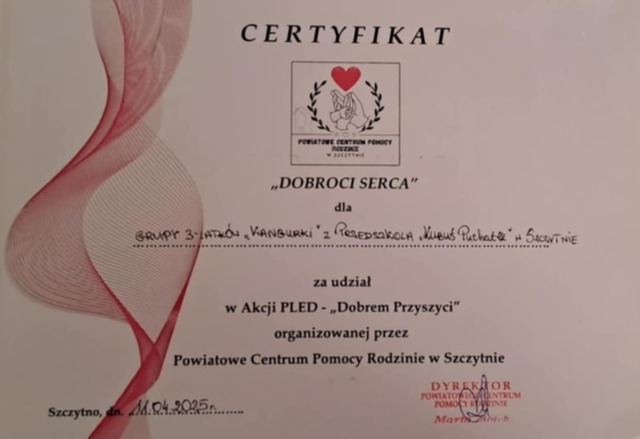 CERTYFIKAT
POWIATOWE CENTRUM POMOCY
RODZINIE
W SZCZYTNIE
„DOBROCI SERCA”
dla
GRUPY 3-LATKÓW „KANGURKI” Z PRZEDSZKOLA „Kubuś Puchatek” w SZCZYTNIE
za udział
w Akcji PLED - „Dobrem Przyszyci”
organizowanej przez
Powiatowe Centrum Pomocy Rodzinie w Szczytnie
DYREKTOR
POWIATOWEGO CENTRUM
POMOCY RODZINIE
Marta
Szczytno, dn. 11.04.2025r.